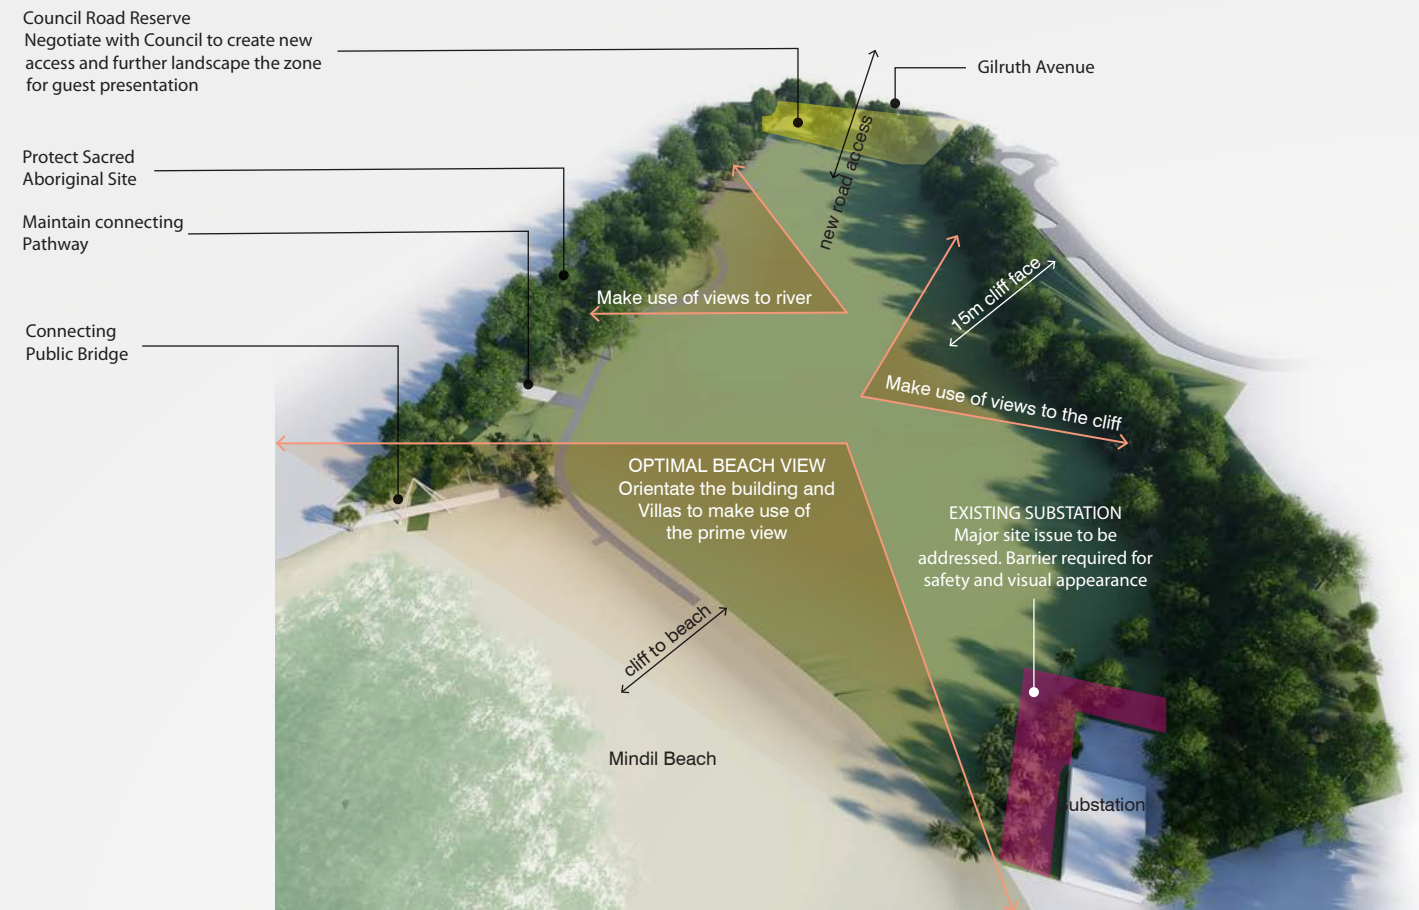 Council Road Reserve
Negotiate with Council to create new
access and further landscape the zone
for guest presentation
Gilruth Avenue
new road access
Protect Sacred
Aboriginal Site
Maintain connecting
Pathway
15m cliff face
Make use of views to river
Connecting
Public Bridge
Make use of views to the cliff
OPTIMAL BEACH VIEW
Orientate the building and
Villas to make use of
the prime view
EXISTING SUBSTATION
Major site issue to be
addressed. Barrier required for
safety and visual appearance
cliff to beach
Mindil Beach
ubstation